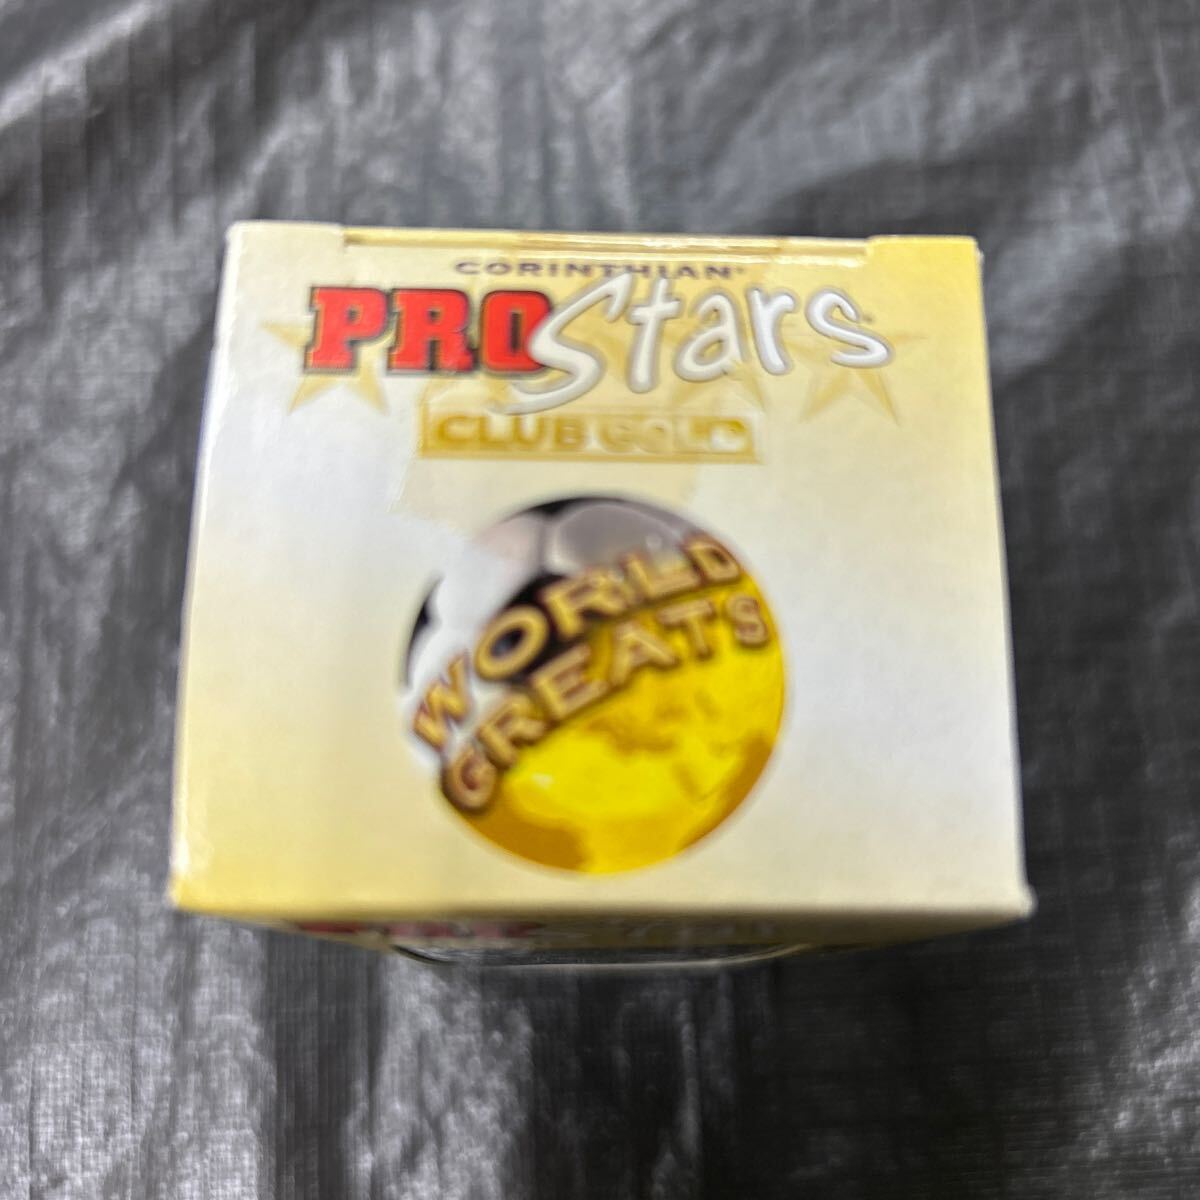 CORINTHIAN®
PROStars
CLUB GOLD
WORLD
GREATS